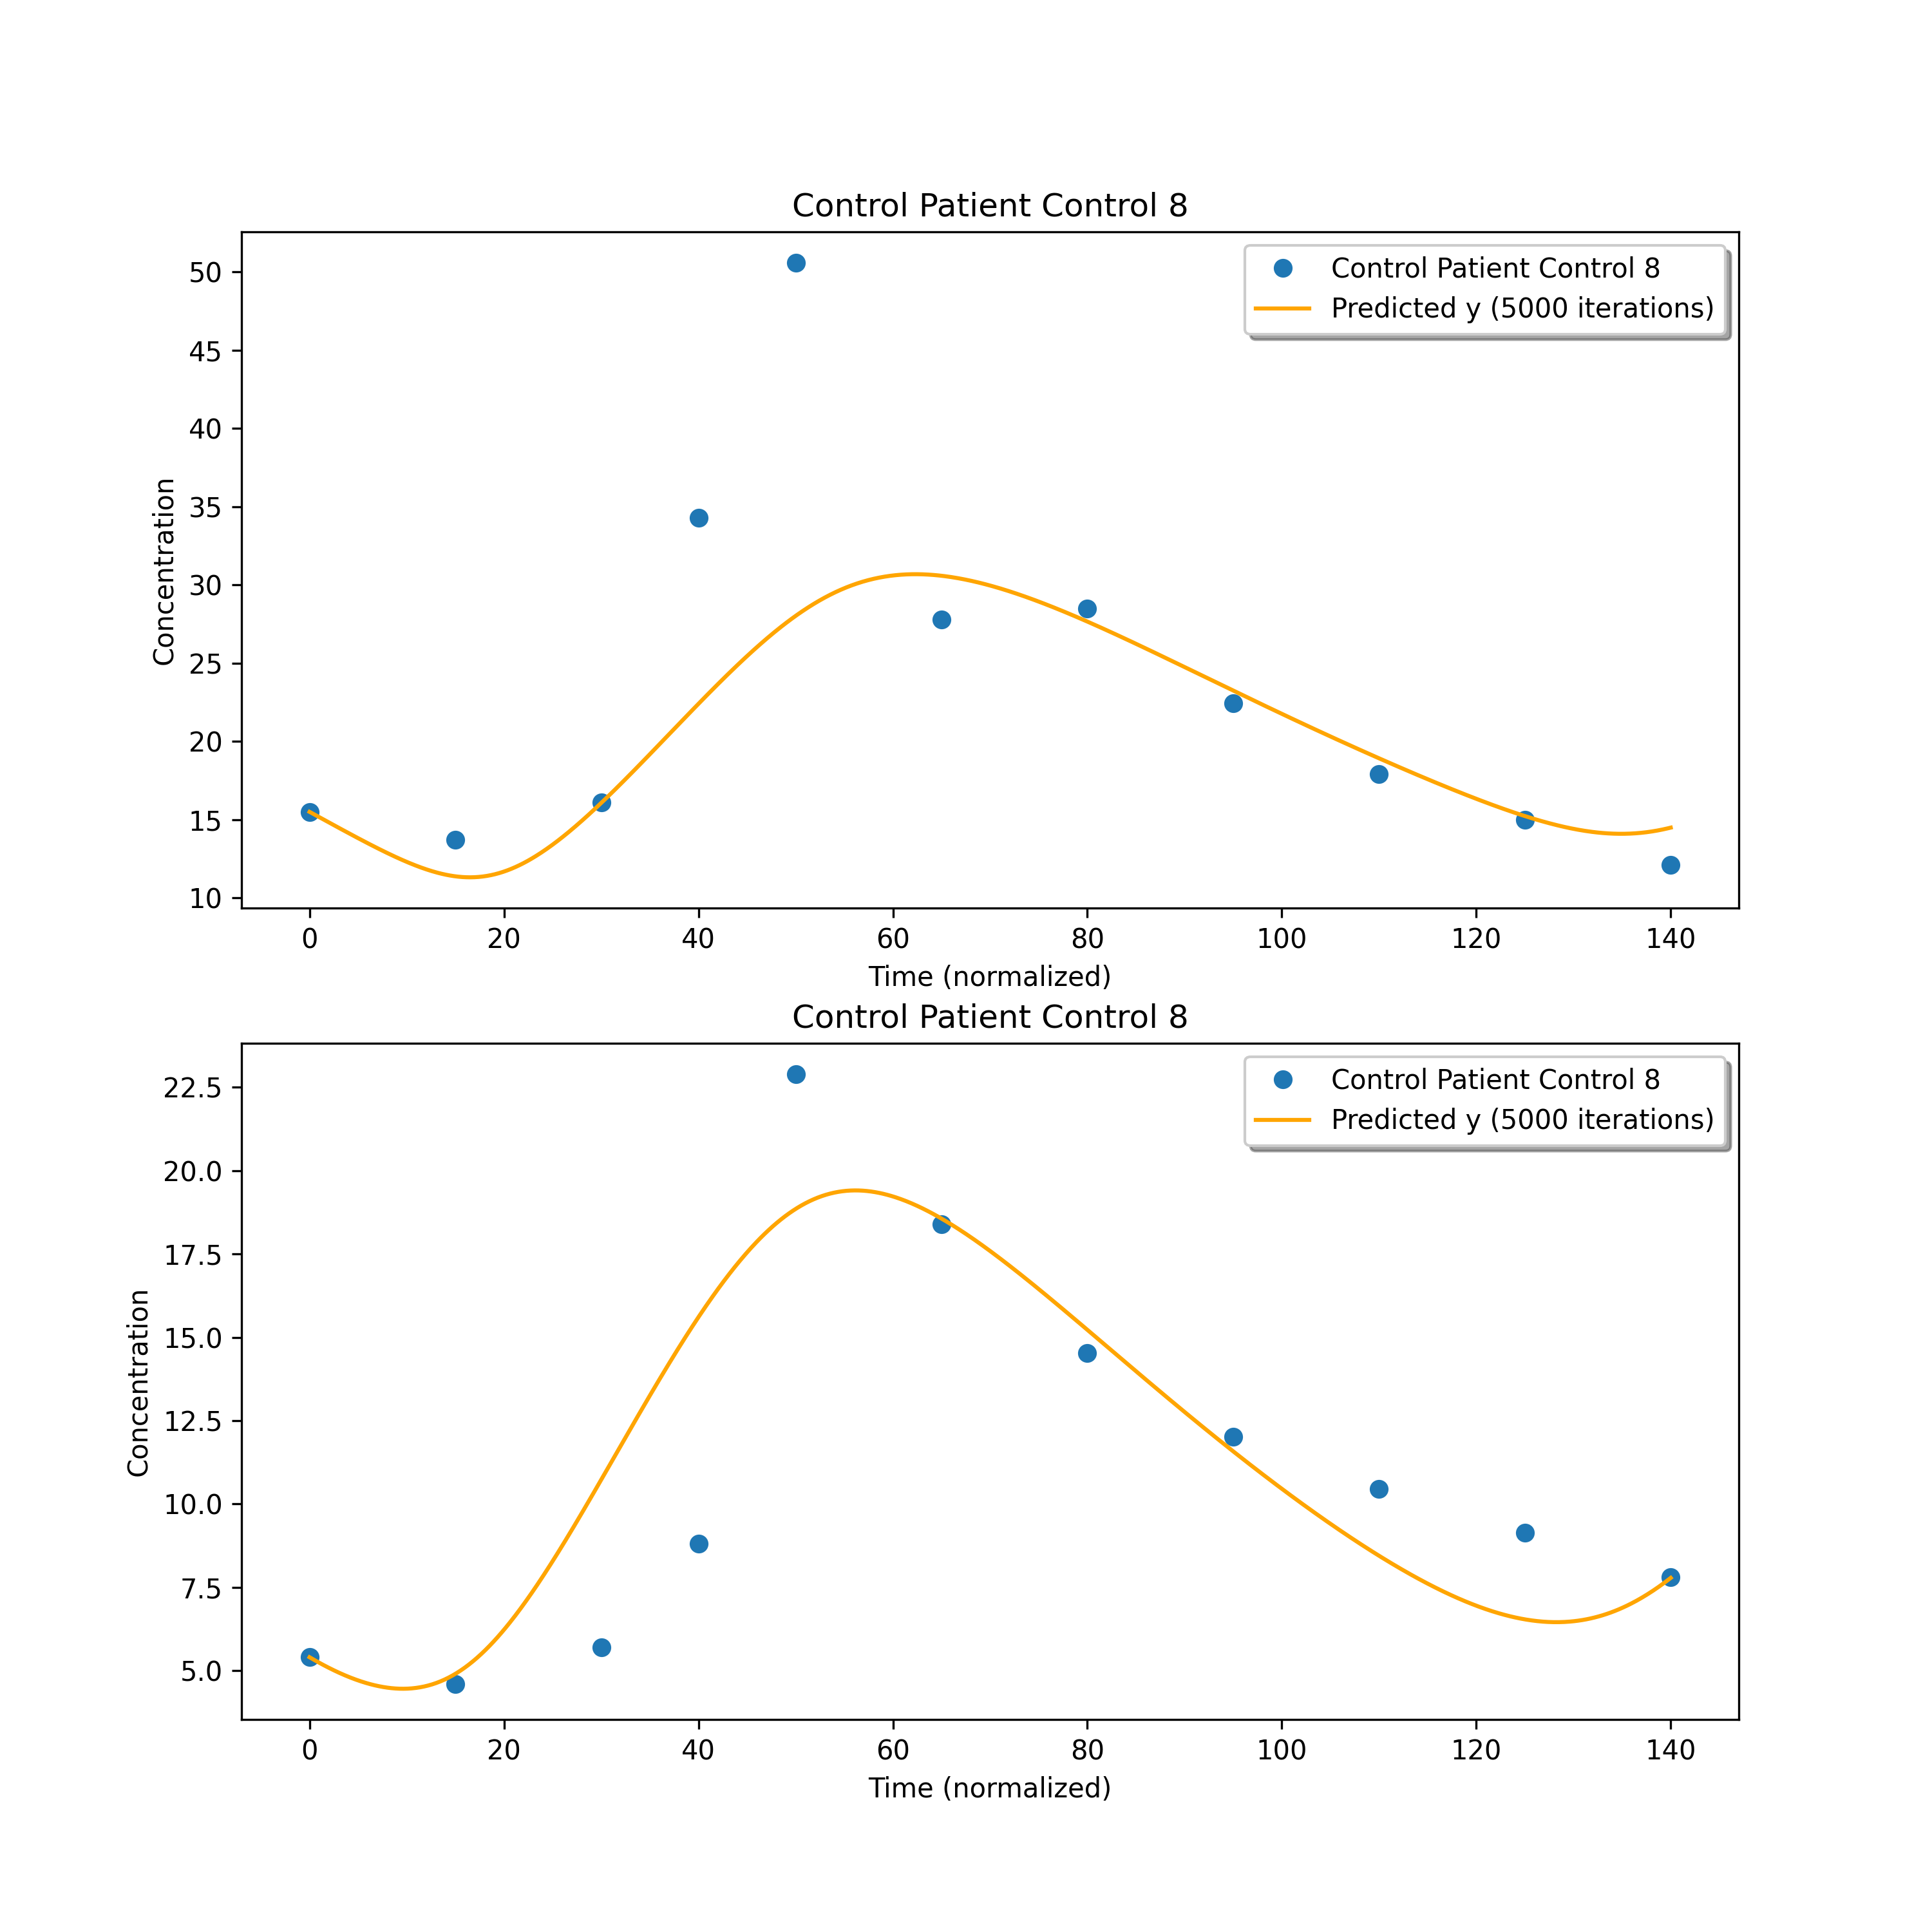 Control Patient Control 8
50
45
40
35
30
25
20
15
10
Concentration
Control Patient Control 8
Predicted y (5000 iterations)
0 20 40 60 80 100 120 140
Time (normalized)
Control Patient Control 8
22.5
20.0
17.5
15.0
12.5
10.0
7.5
5.0
Concentration
Control Patient Control 8
Predicted y (5000 iterations)
0 20 40 60 80 100 120 140
Time (normalized)